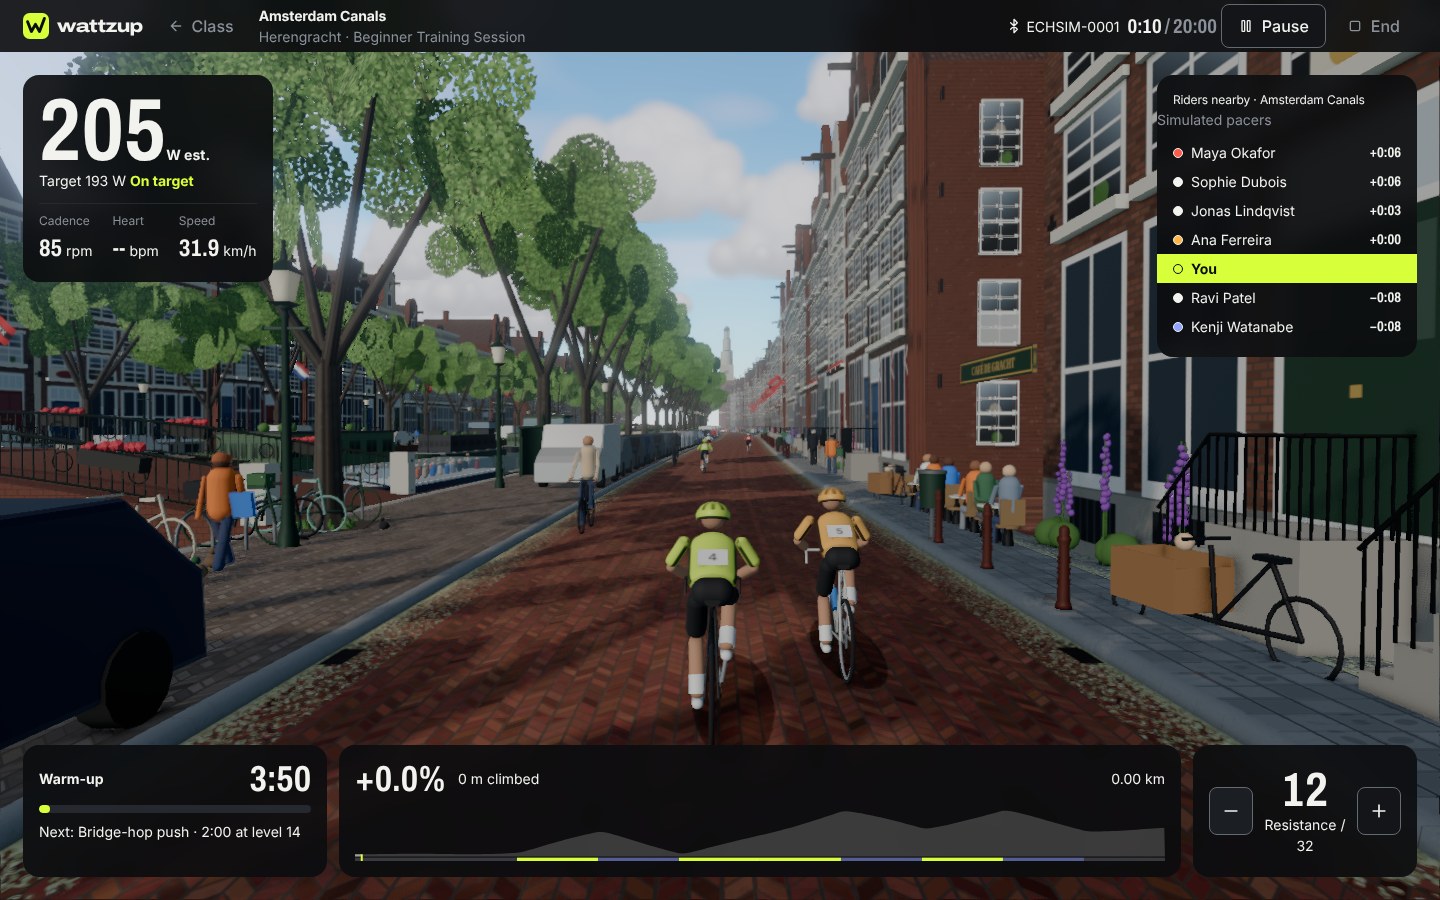 wattzup
Class
Amsterdam Canals
Herengracht · Beginner Training Session
ECHSIM-0001
0:10 / 20:00
Pause
End
205 W est.
Target 193 W On target
Cadence Heart Speed
85 rpm -- bpm 31.9 km/h
Riders nearby · Amsterdam Canals
Simulated pacers
Maya Okafor +0:06
Sophie Dubois +0:06
Jonas Lindqvist +0:03
Ana Ferreira +0:00
You
Ravi Patel −0:08
Kenji Watanabe −0:08
4
5
Warm-up 3:50
Next: Bridge-hop push · 2:00 at level 14
+0.0% 0 m climbed 0.00 km
−
12
+
Resistance /
32